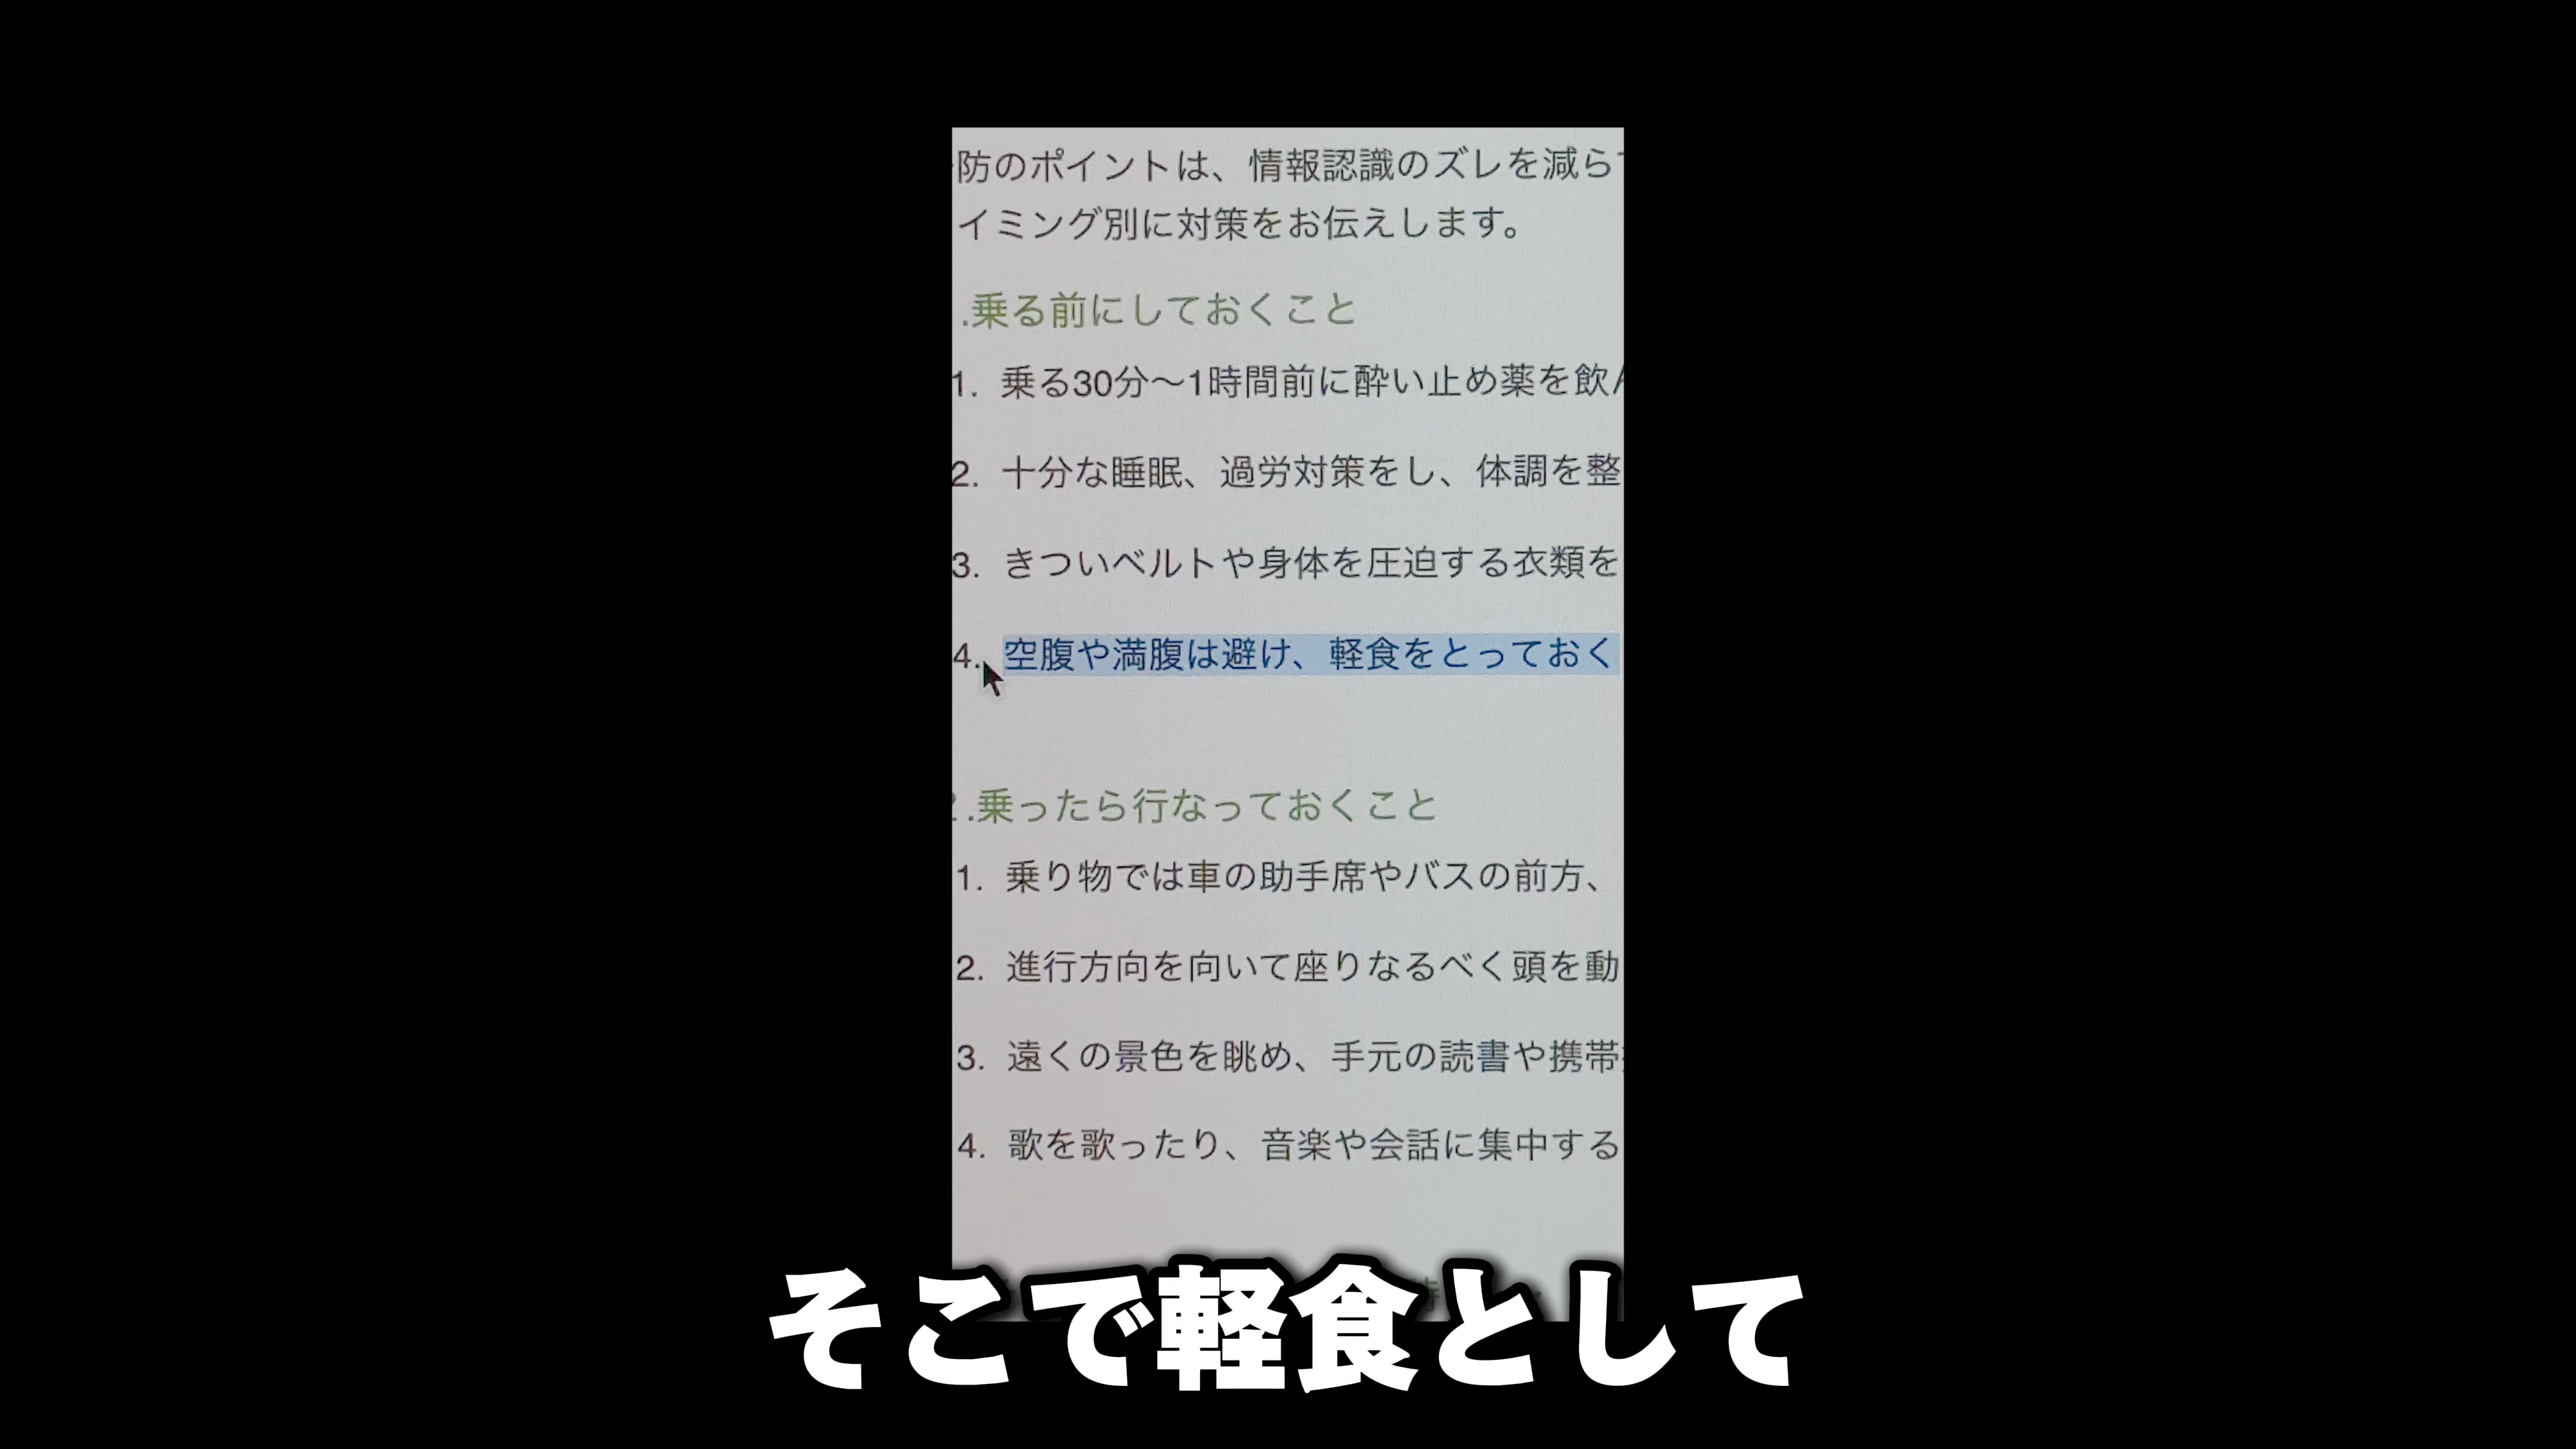 防のポイントは、情報認識のズレを減ら
イミング別に対策をお伝えします。
.乗る前にしておくこと
1. 乗る30分〜1時間前に酔い止め薬を飲
2. 十分な睡眠、過労対策をし、体調を整
3. きついベルトや身体を圧迫する衣類を
4. 空腹や満腹は避け、軽食をとっておく
2.乗ったら行なっておくこと
1. 乗り物では車の助手席やバスの前方、
2. 進行方向を向いて座りなるべく頭を動
3. 遠くの景色を眺め、手元の読書や携帯
4. 歌を歌ったり、音楽や会話に集中する
そこで軽食として